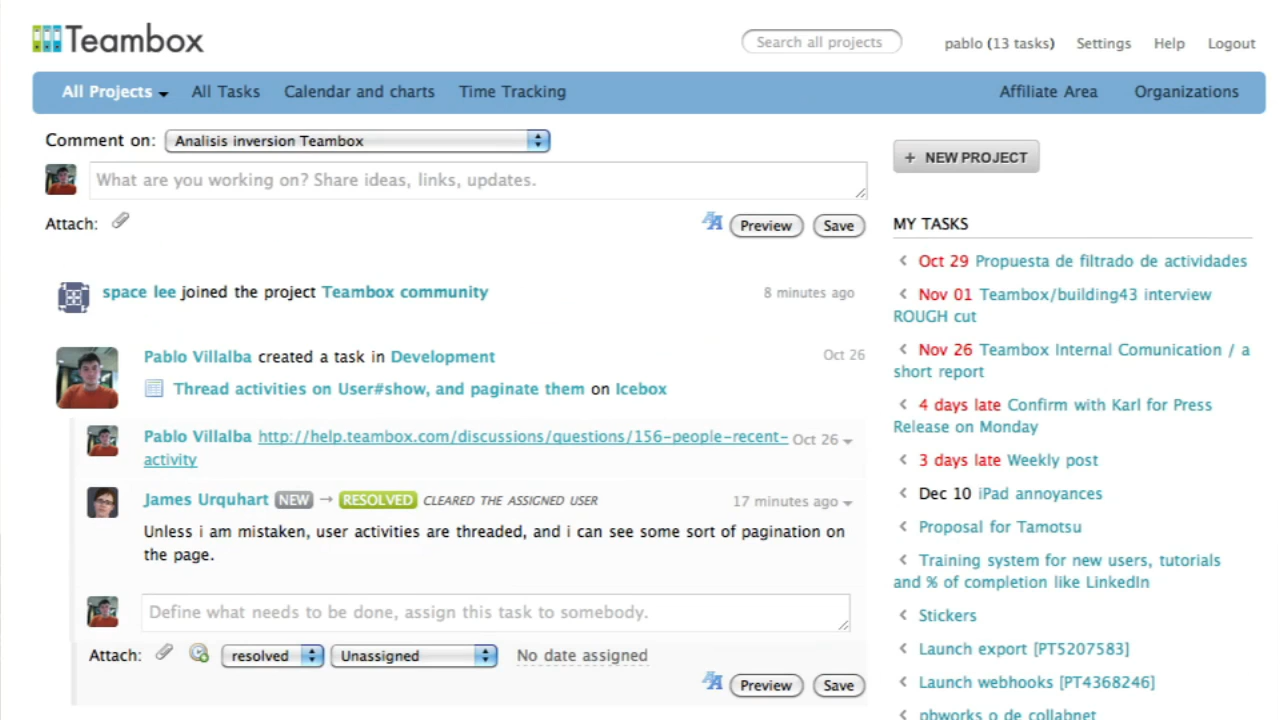 Teambox
Search all projects
pablo (13 tasks) Settings Help Logout
All Projects All Tasks Calendar and charts Time Tracking Affiliate Area Organizations
Comment on: Analisis inversion Teambox
What are you working on? Share ideas, links, updates.
Attach: Preview Save
space lee joined the project Teambox community 8 minutes ago
Pablo Villalba created a task in Development Oct 26
Thread activities on User#show, and paginate them on Icebox
Pablo Villalba http://help.teambox.com/discussions/questions/156-people-recent- Oct 26
activity
James Urquhart NEW → RESOLVED CLEARED THE ASSIGNED USER 17 minutes ago
Unless i am mistaken, user activities are threaded, and i can see some sort of pagination on
the page.
Define what needs to be done, assign this task to somebody.
Attach: resolved Unassigned No date assigned
Preview Save
+ NEW PROJECT
MY TASKS
Oct 29 Propuesta de filtrado de actividades
Nov 01 Teambox/building43 interview
ROUGH cut
Nov 26 Teambox Internal Comunication / a
short report
4 days late Confirm with Karl for Press
Release on Monday
3 days late Weekly post
Dec 10 iPad annoyances
Proposal for Tamotsu
Training system for new users, tutorials
and % of completion like LinkedIn
Stickers
Launch export [PT5207583]
Launch webhooks [PT4368246]
pbworks o de collabnet